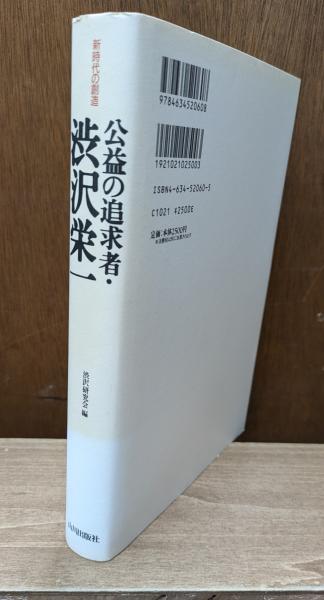 新時代の創造
公益の追求者・
渋沢栄一
渋沢研究会 編
山川出版社
9784634520608
1921021025003
ISBN4-634-52060-5
C1021 ¥2500E
定価：本体2500円